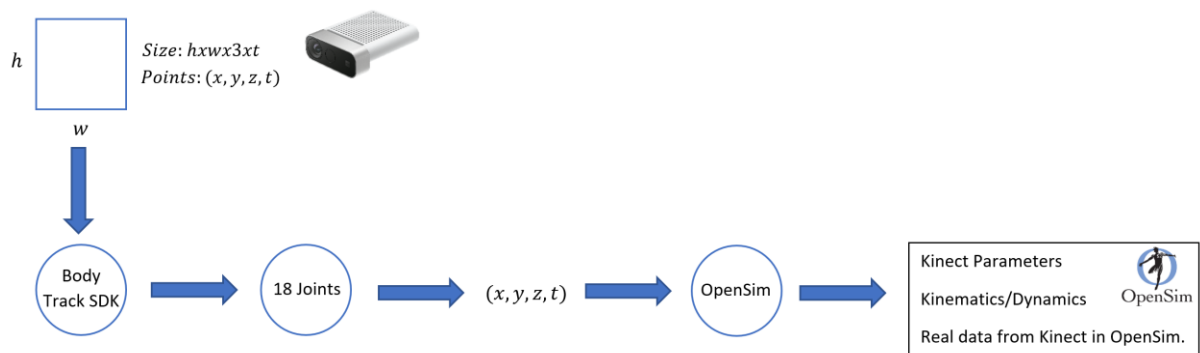 h
Size: hxwx3xt
Points: (x, y, z, t)
w
Body
Track SDK
18 Joints
(x, y, z, t)
OpenSim
Kinect Parameters
Kinematics/Dynamics
OpenSim
Real data from Kinect in OpenSim.